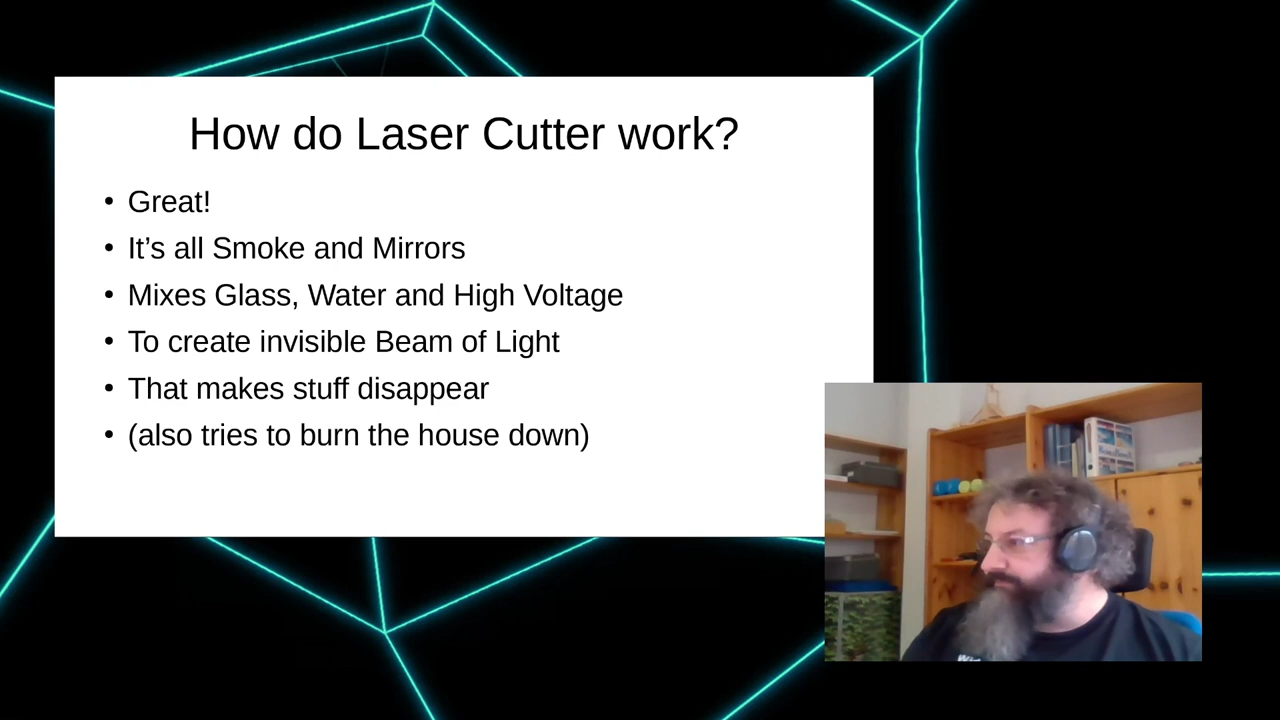 How do Laser Cutter work?
• Great!
• It’s all Smoke and Mirrors
• Mixes Glass, Water and High Voltage
• To create invisible Beam of Light
• That makes stuff disappear
• (also tries to burn the house down)